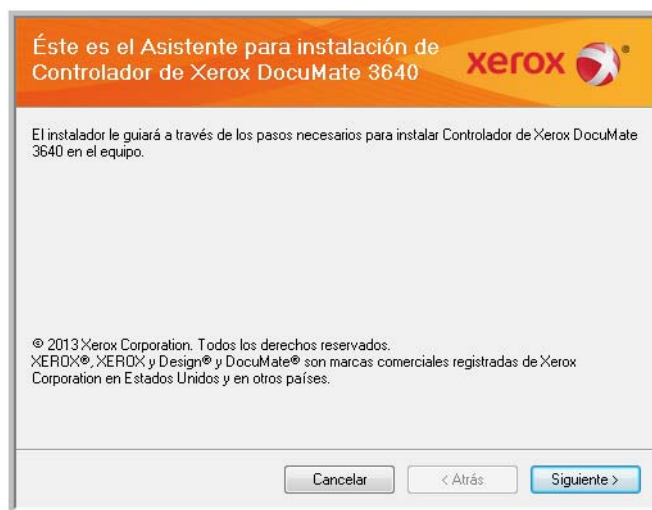 Éste es el Asistente para instalación de
Controlador de Xerox DocuMate 3640
xerox
El instalador le guiará a través de los pasos necesarios para instalar Controlador de Xerox DocuMate
3640 en el equipo.
© 2013 Xerox Corporation. Todos los derechos reservados.
XEROX®, XEROX y Design® y DocuMate® son marcas comerciales registradas de Xerox
Corporation en Estados Unidos y en otros países.
Cancelar
< Atrás
Siguiente >